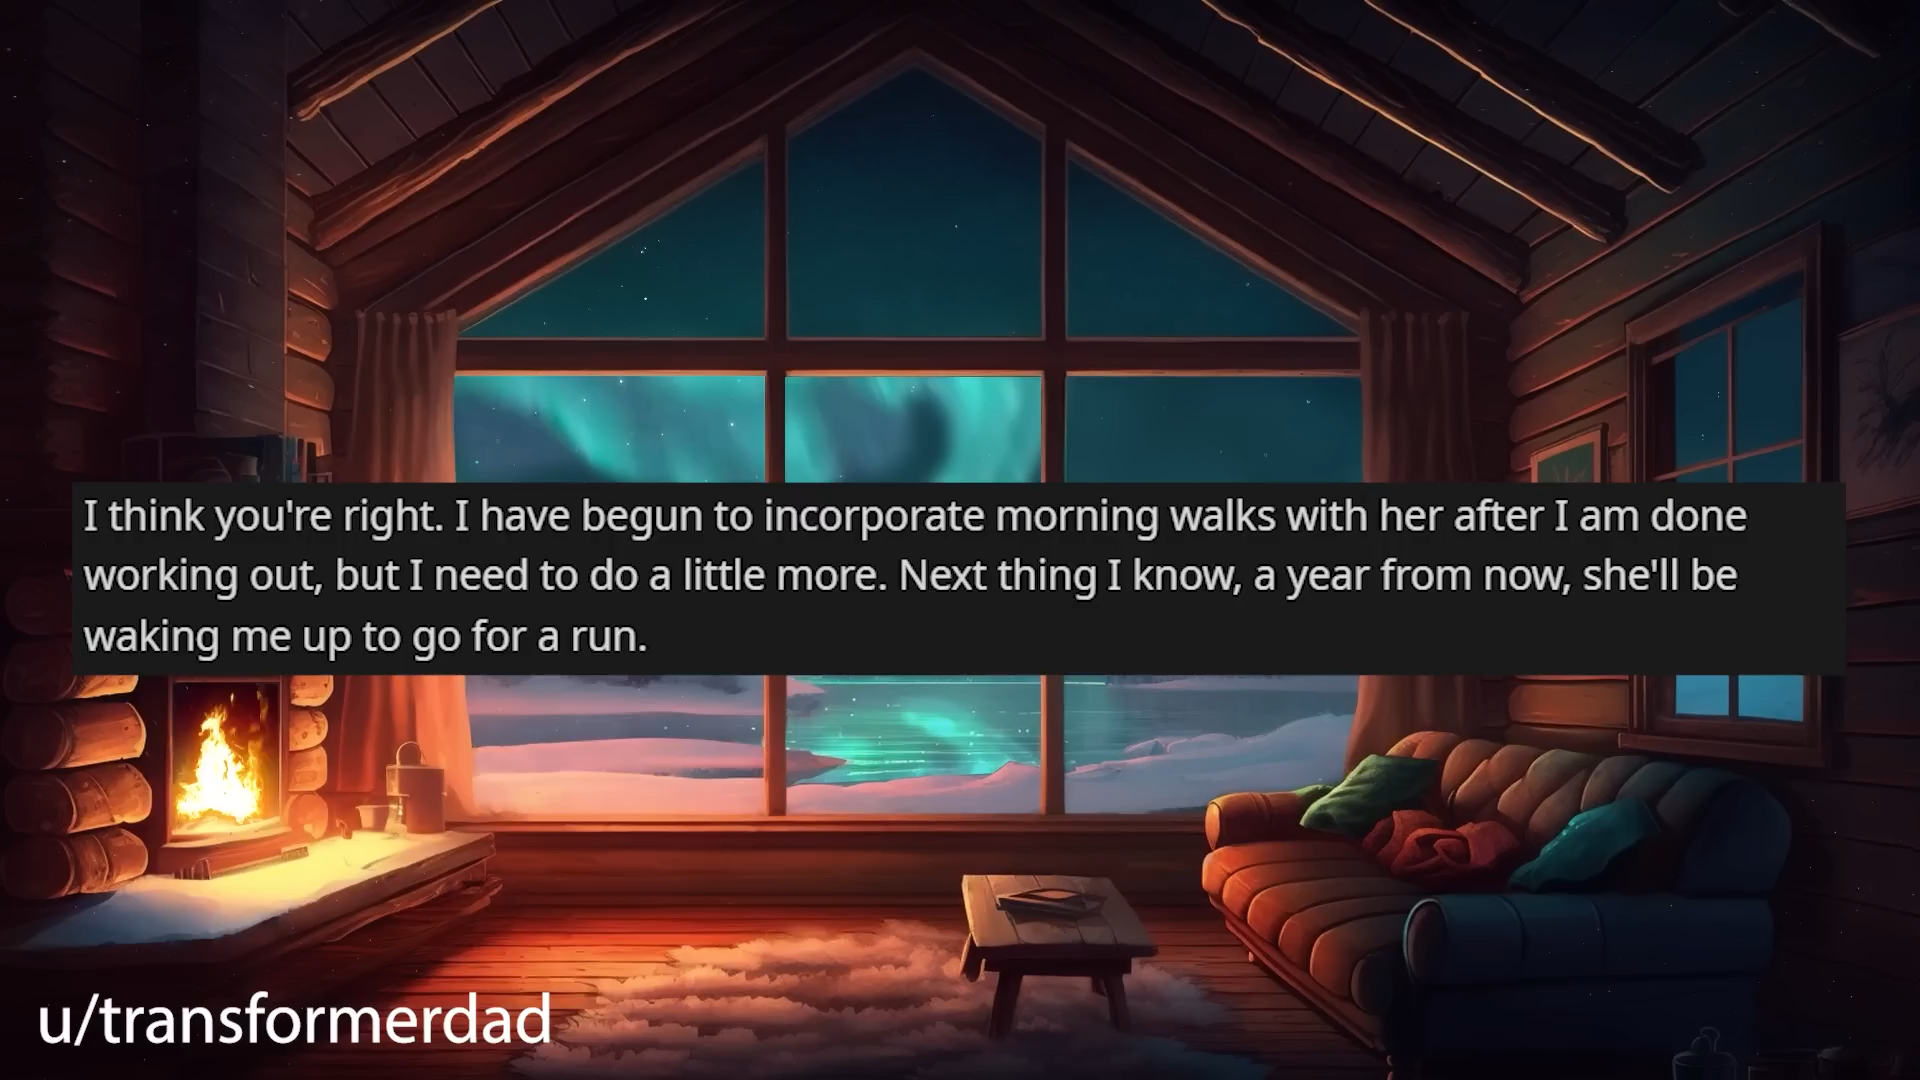 I think you're right. I have begun to incorporate morning walks with her after I am done
working out, but I need to do a little more. Next thing I know, a year from now, she'll be
waking me up to go for a run.
u/transformerdad